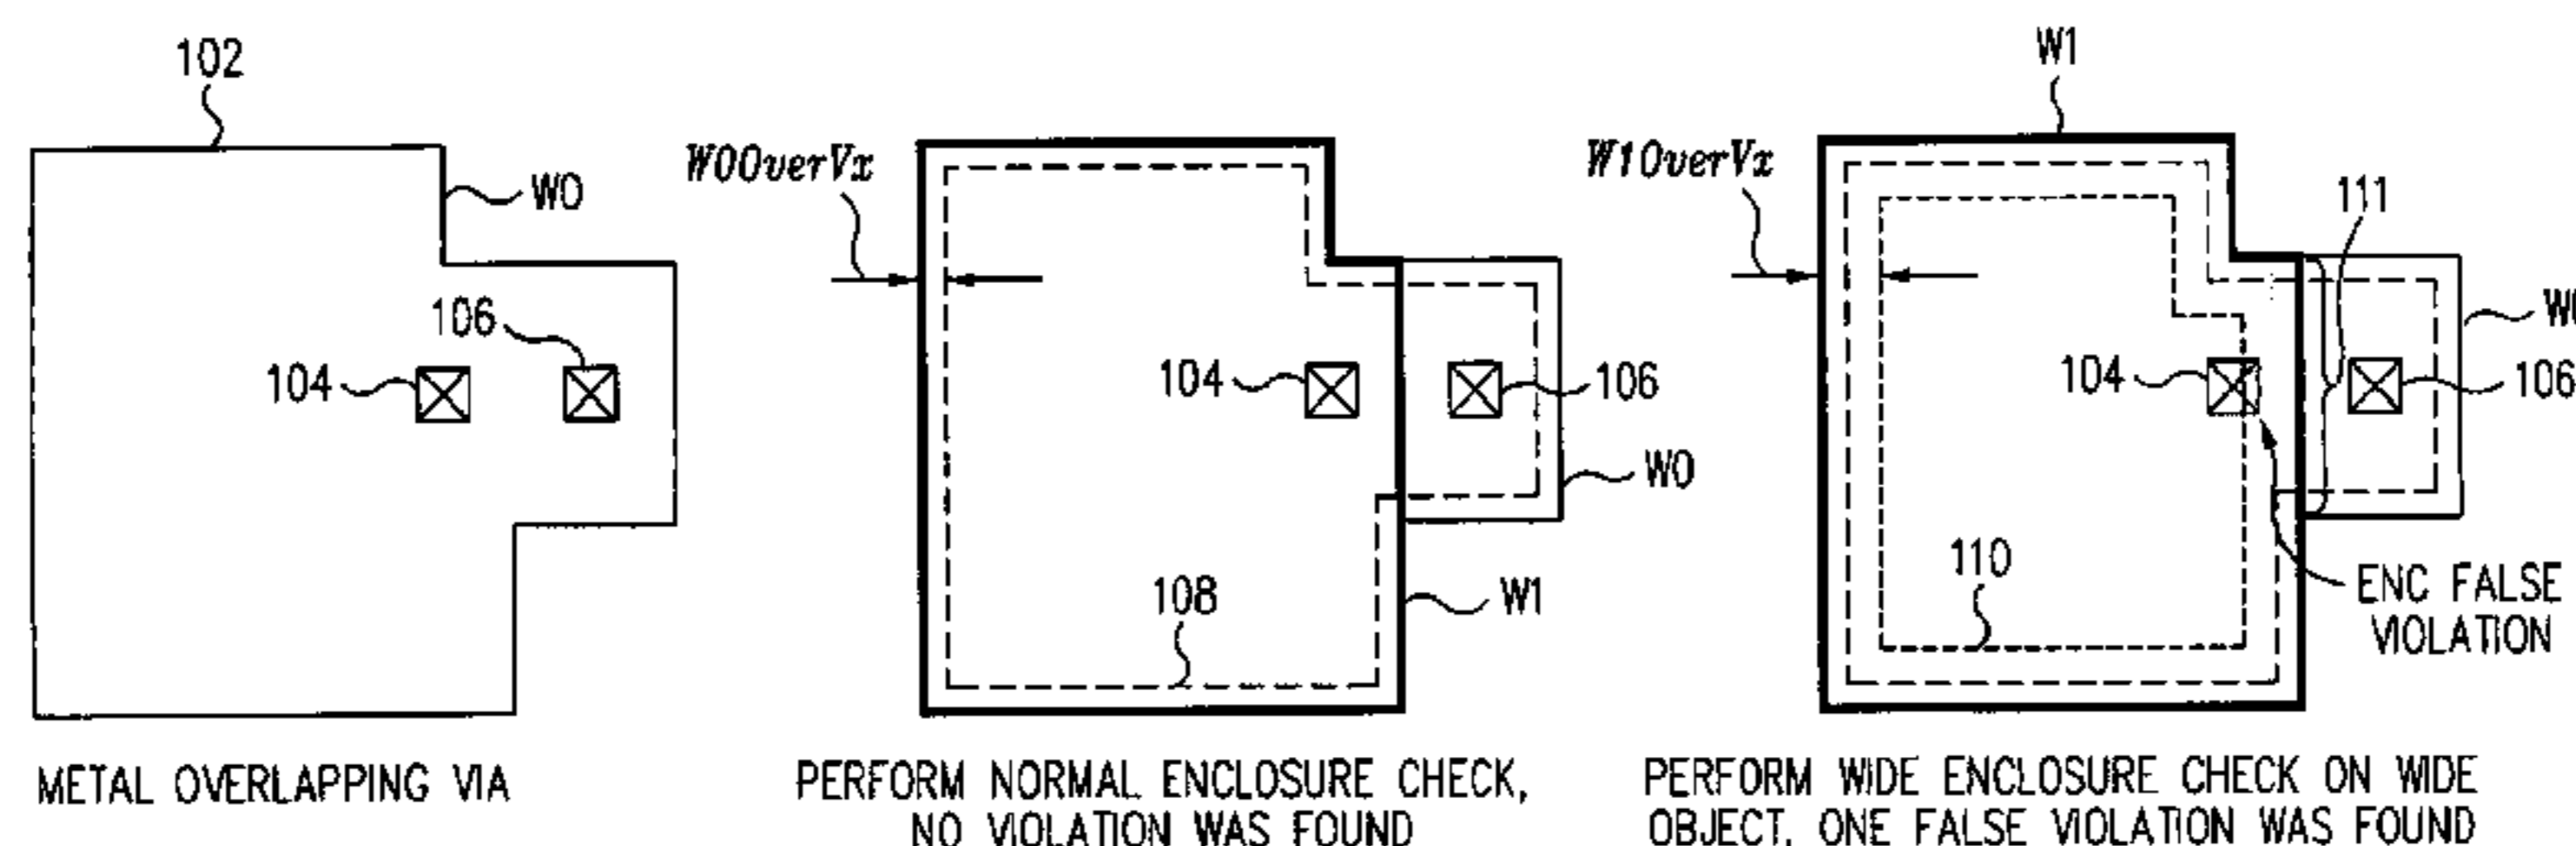 102
W0
106
104
METAL OVERLAPPING VIA
W0OverVx
104
106
W0
W1
108
PERFORM NORMAL ENCLOSURE CHECK,
NO VIOLATION WAS FOUND
W1
W1OverVx
111
104
106
110
ENC FALSE
VIOLATION
PERFORM WIDE ENCLOSURE CHECK ON WIDE
OBJECT, ONE FALSE VIOLATION WAS FOUND